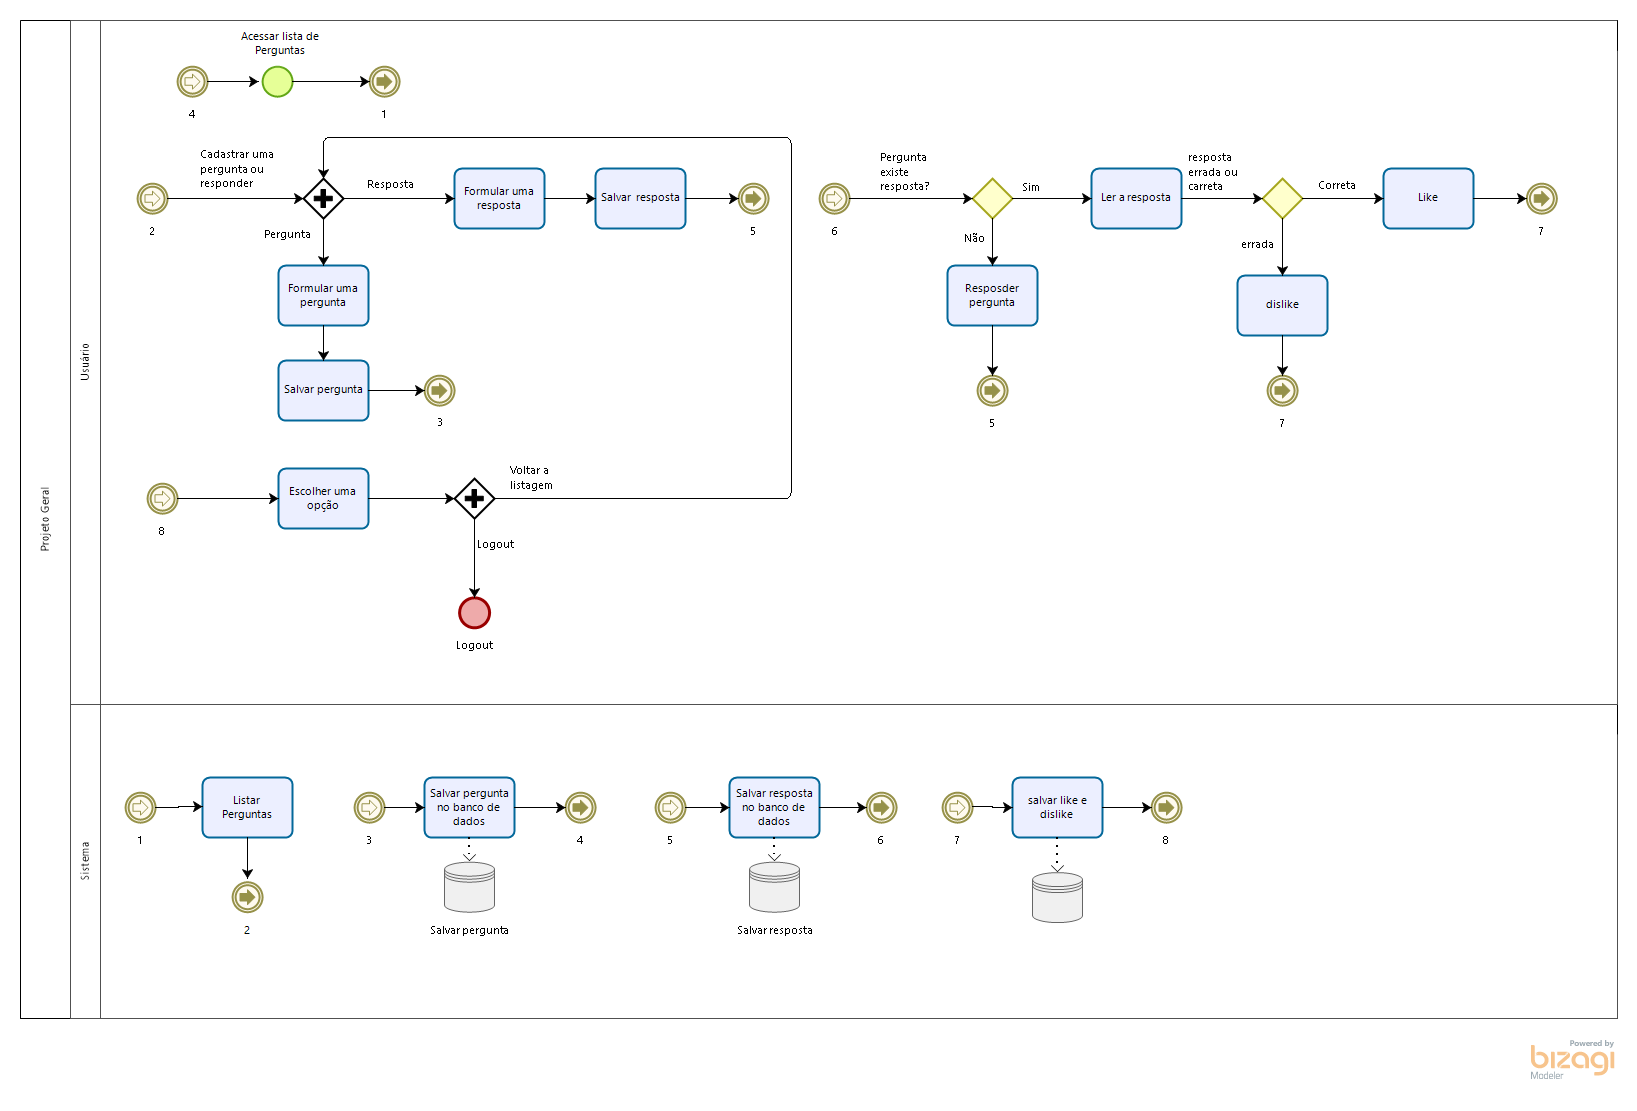 Acessar lista de
Perguntas
4
1
Cadastrar uma
pergunta ou
responder
2
Resposta
Formular uma
resposta
Salvar resposta
5
Pergunta
Formular uma
pergunta
Salvar pergunta
3
8
Escolher uma
opção
Voltar a
listagem
Logout
Logout
Pergunta
existe
resposta?
6
Sim
Não
Resposder
pergunta
5
Ler a resposta
resposta
errada ou
carreta
Correta
Like
7
errada
dislike
7
Usuário
Projeto Geral
Sistema
1
Listar
Perguntas
2
3
Salvar pergunta
no banco de
dados
4
Salvar pergunta
5
Salvar resposta
no banco de
dados
6
Salvar resposta
7
salvar like e
dislike
8
Powered by
bizagi
Modeler